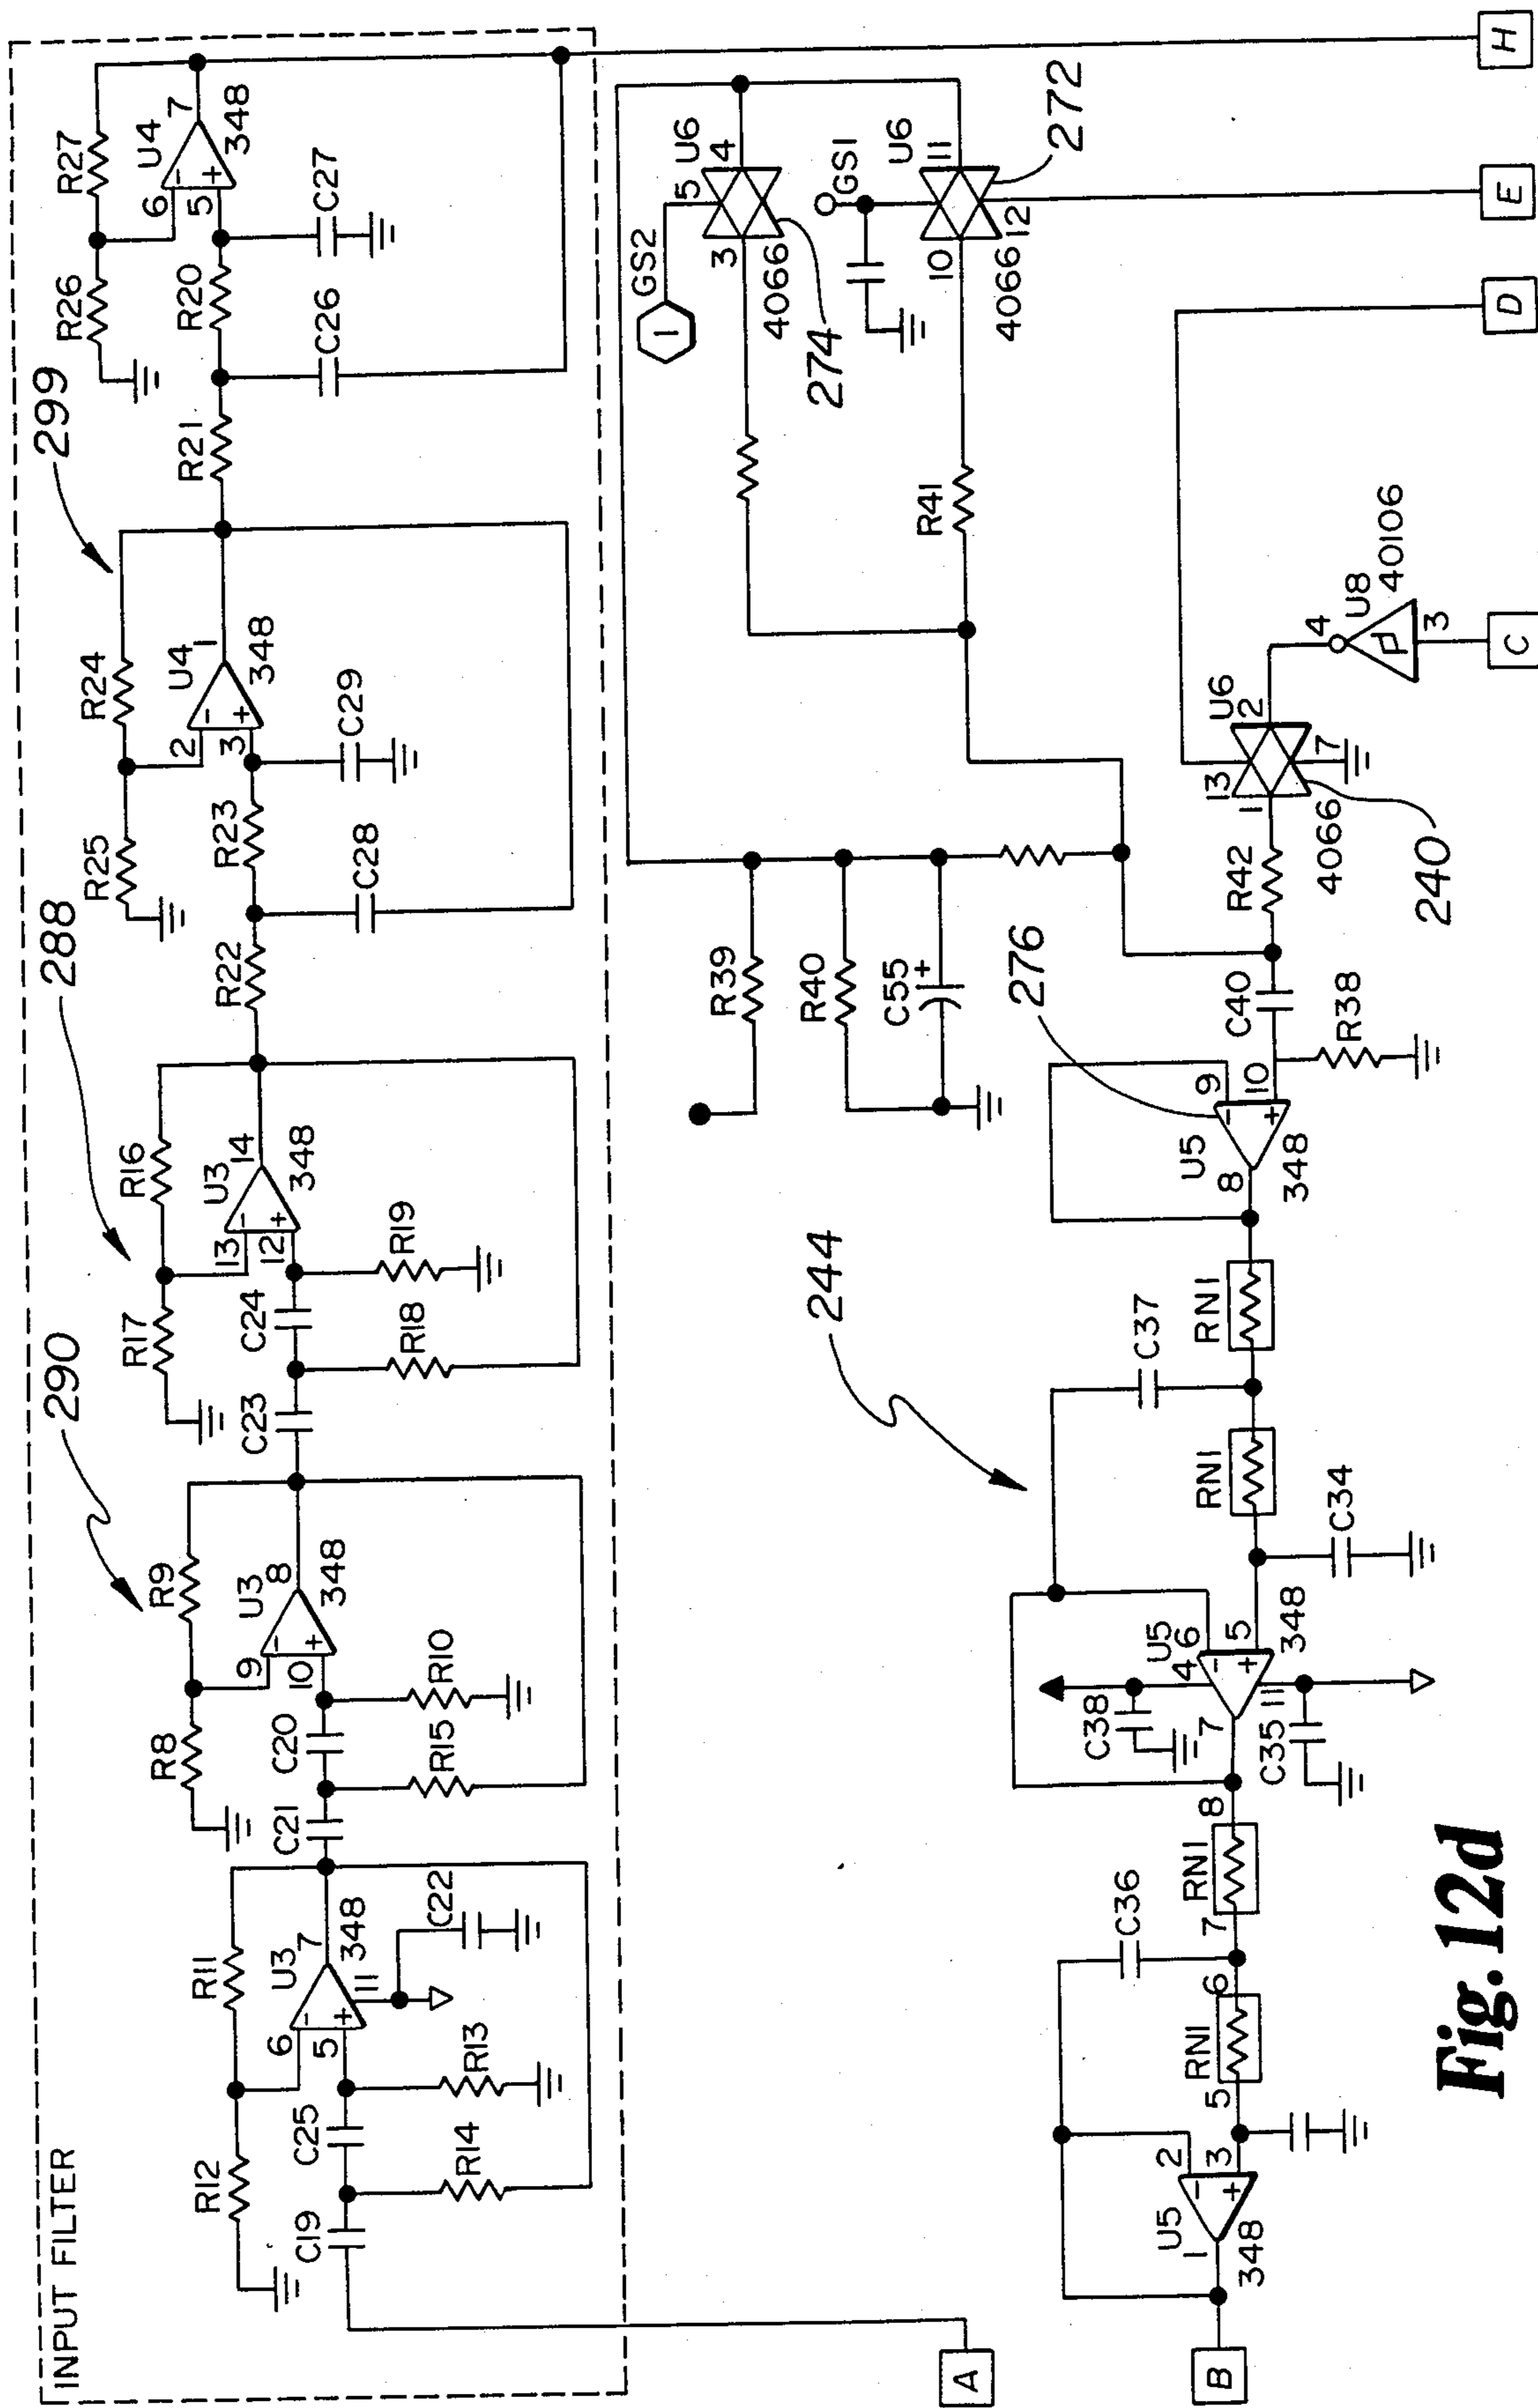 INPUT FILTER
290
288
299
R12
R11
R8
R9
R17
R16
R25
R24
R26
R27
6
5
-
+
U3
7
348
11
9
10
-
+
U3
8
348
13
12
-
+
U3
14
348
2
3
-
+
U4
1
348
6
5
-
+
U4
7
348
C19
C25
R14
R13
C22
C21
C20
R15
R10
C23
C24
R18
R19
R22
R23
C28
C29
R21
R20
C26
C27
A
R39
R40
C55
+
1
GS2
5
U6
3
4
4066
274
GS1
U6
10
11
12
4066
272
R41
244
276
B
U5
1
348
2
3
-
+
5
RN1
6
C36
7
RN1
8
C38
U5
4
6
-
+
7
5
11
348
C35
C34
RN1
C37
RN1
U5
8
9
10
-
+
348
C40
R38
R42
13
U6
1
2
7
4066
240
4
U8
40106
3
C
D
E
H
Fig. 12d